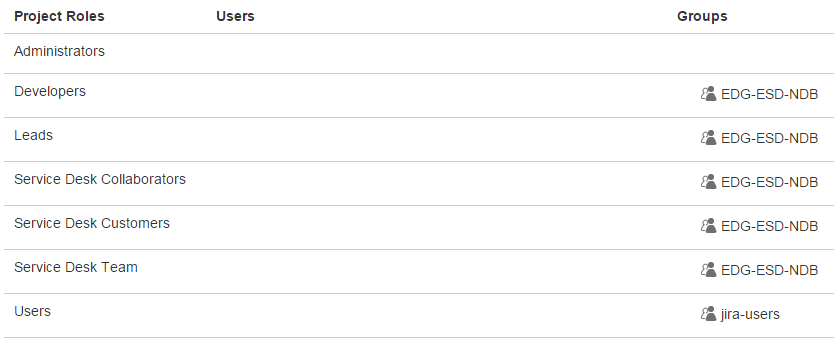 Project Roles Users Groups
Administrators
Developers EDG-ESD-NDB
Leads EDG-ESD-NDB
Service Desk Collaborators EDG-ESD-NDB
Service Desk Customers EDG-ESD-NDB
Service Desk Team EDG-ESD-NDB
Users jira-users